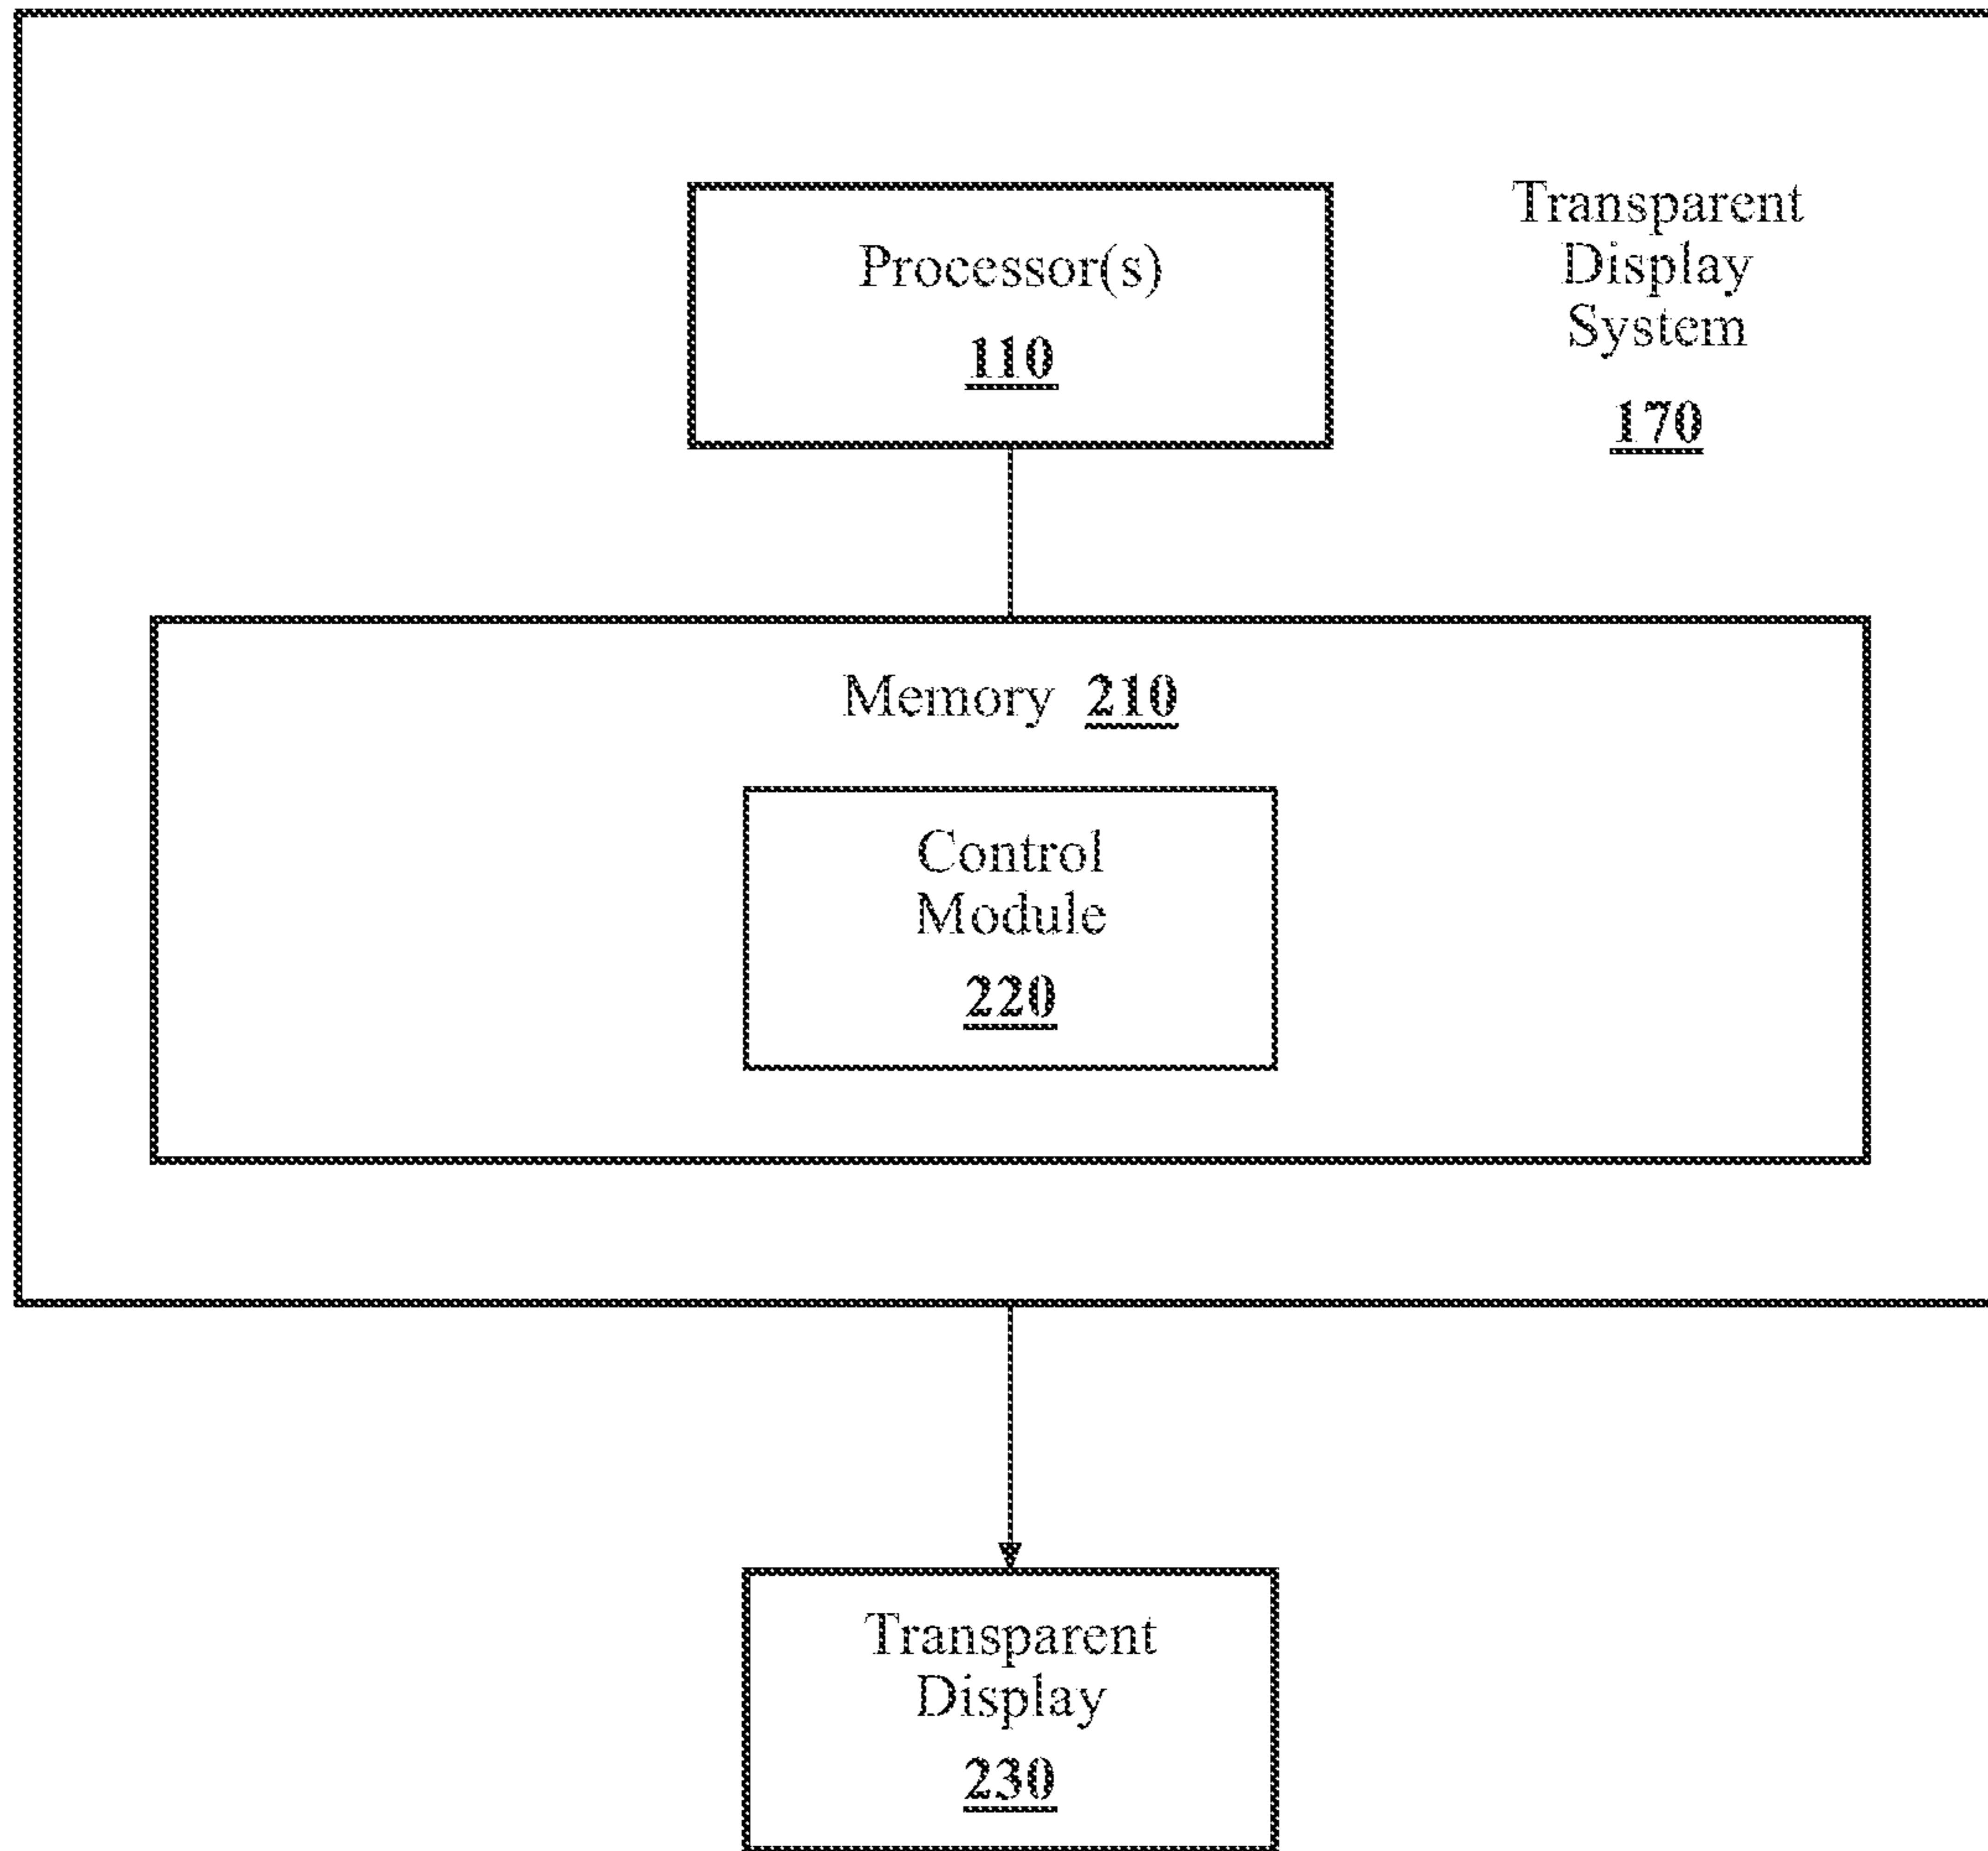 Processor(s)
110
Transparent
Display
System
170
Memory 210
Control
Module
220
Transparent
Display
230